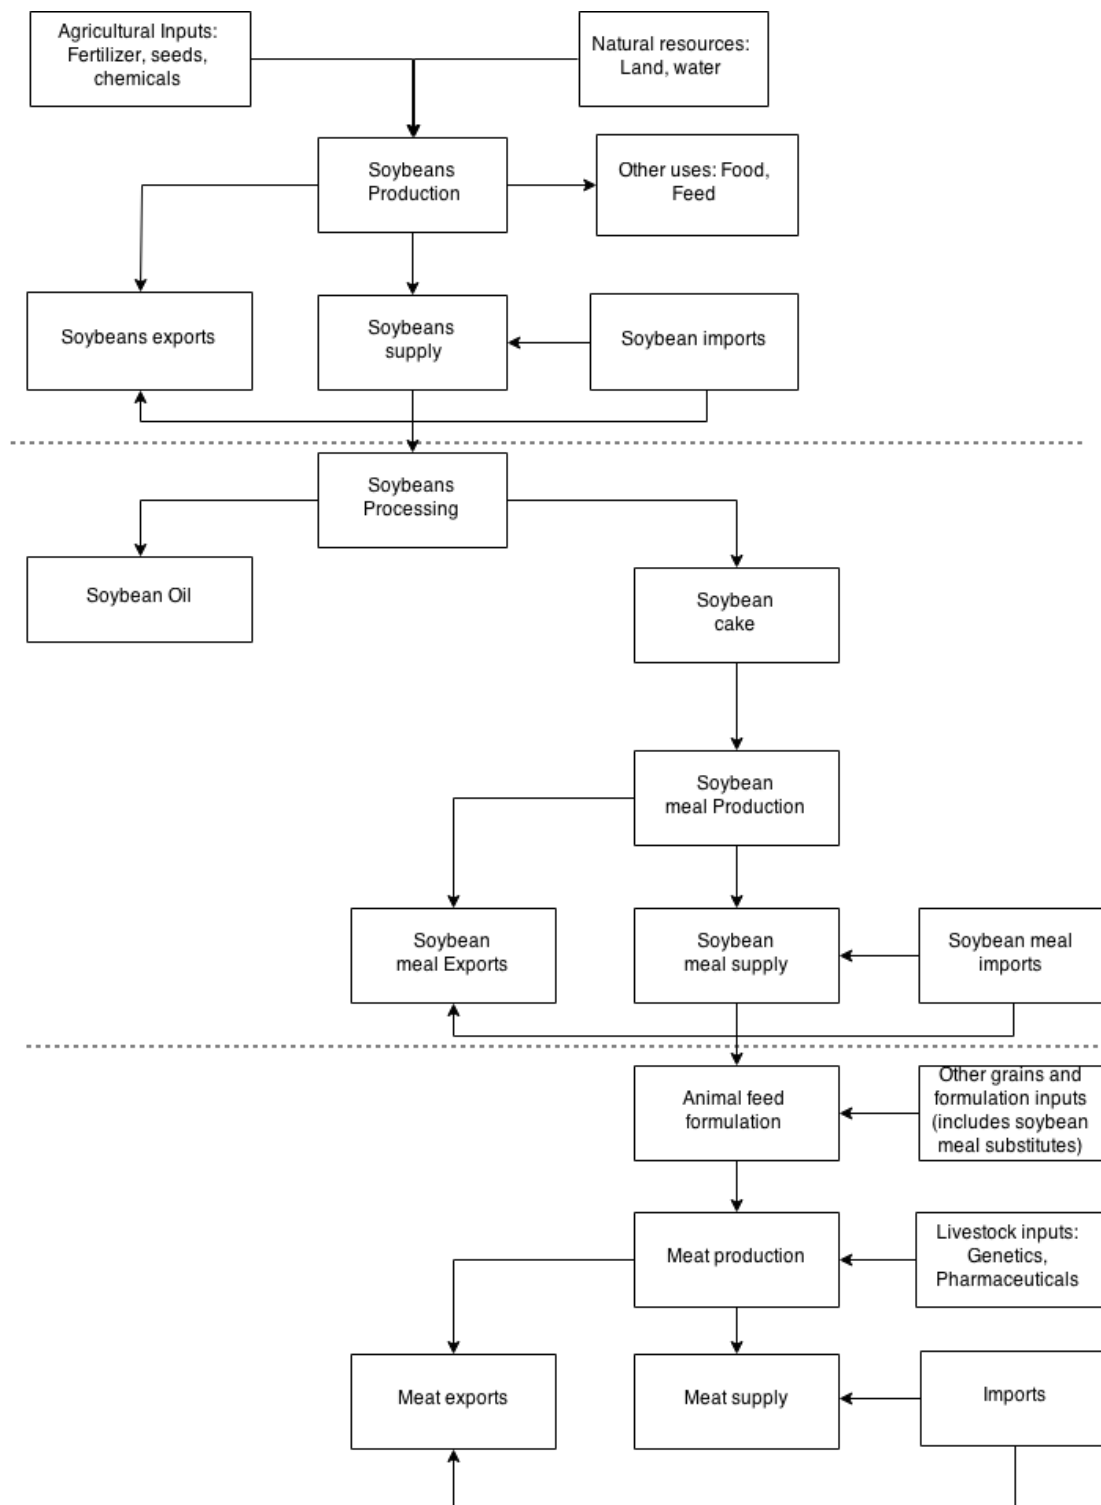 Agricultural Inputs:
Fertilizer, seeds,
chemicals
Natural resources:
Land, water
Soybeans
Production
Other uses: Food,
Feed
Soybeans exports
Soybeans
supply
Soybean imports
Soybeans
Processing
Soybean Oil
Soybean
cake
Soybean
meal Production
Soybean
meal Exports
Soybean
meal supply
Soybean meal
imports
Animal feed
formulation
Other grains and
formulation inputs
(includes soybean
meal substitutes)
Meat production
Livestock inputs:
Genetics,
Pharmaceuticals
Meat exports
Meat supply
Imports